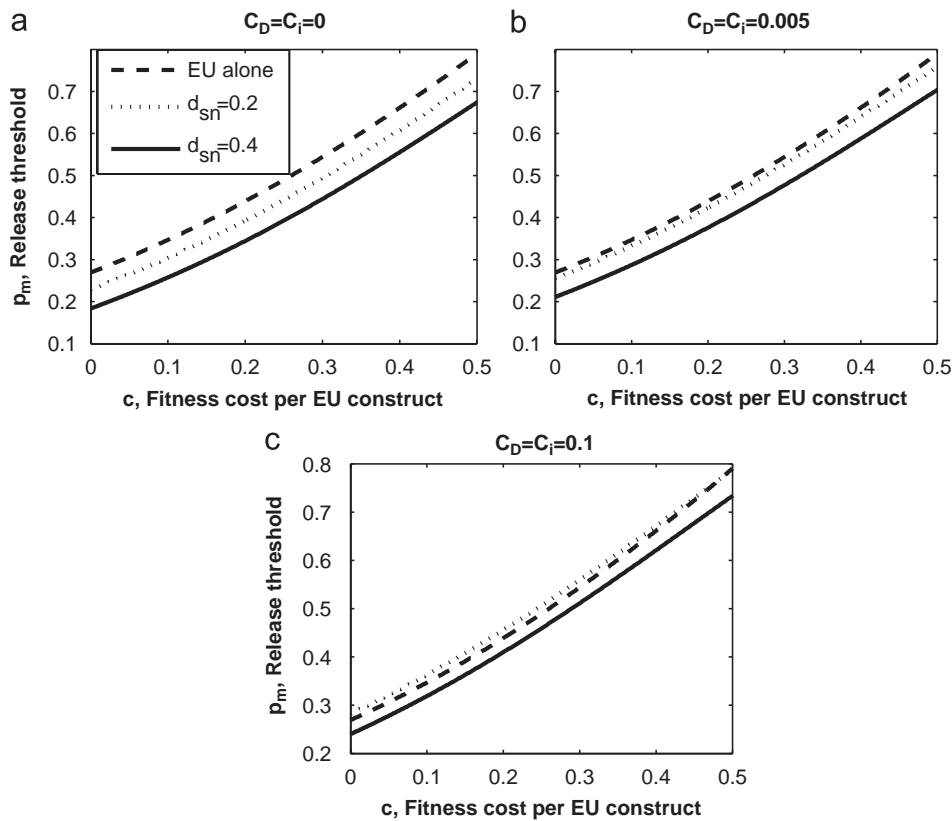 a
C_D=C_i=0
EU alone
d_sn=0.2
d_sn=0.4
p_m, Release threshold
0.7
0.6
0.5
0.4
0.3
0.2
0.1
0 0.1 0.2 0.3 0.4 0.5
c, Fitness cost per EU construct
b
C_D=C_i=0.005
0.7
0.6
0.5
0.4
0.3
0.2
0.1
0 0.1 0.2 0.3 0.4 0.5
c, Fitness cost per EU construct
c
C_D=C_i=0.1
p_m, Release threshold
0.8
0.7
0.6
0.5
0.4
0.3
0.2
0 0.1 0.2 0.3 0.4 0.5
c, Fitness cost per EU construct